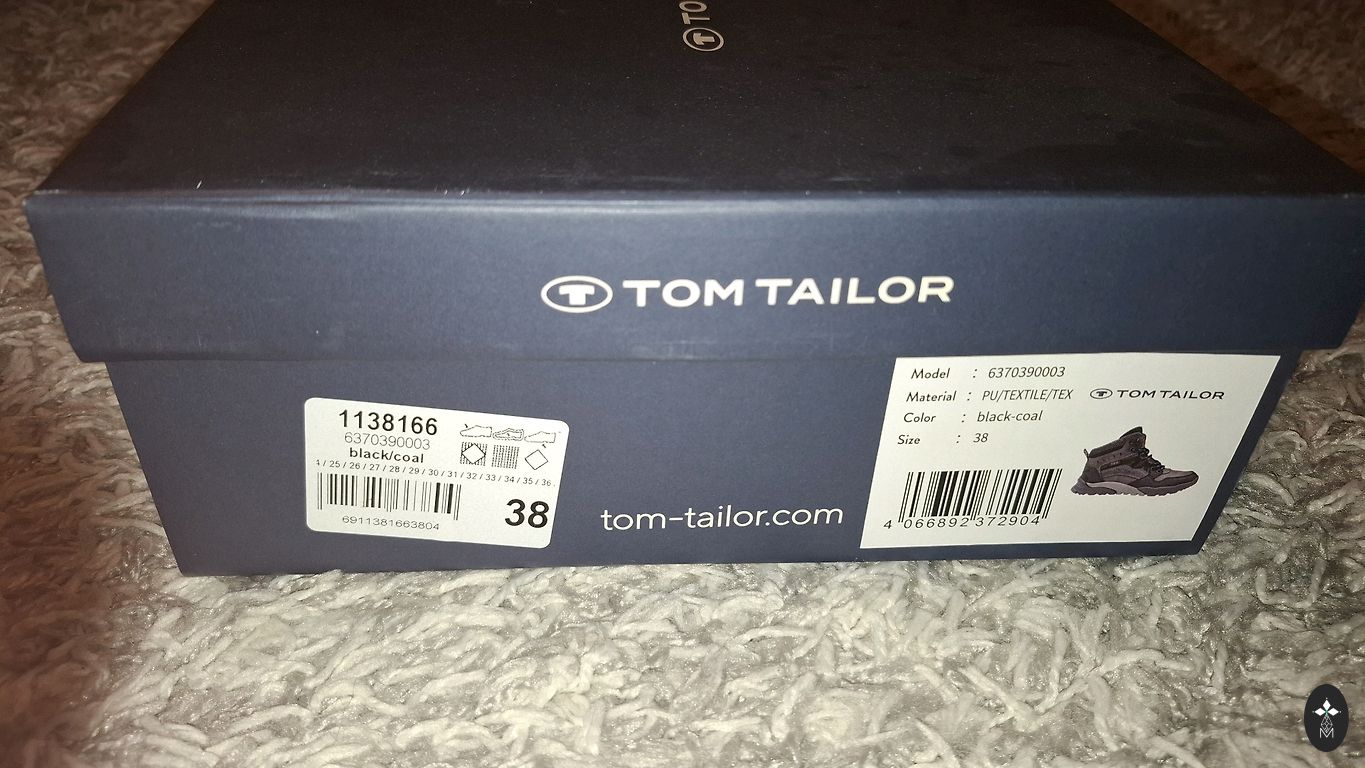 TO
TOM TAILOR
1138166
6370390003
black/coal
/ 25 / 26 / 27 / 28 / 29 / 30 / 31 / 32 / 33 / 34 / 35 / 36
6911381663804
38
tom-tailor.com
Model : 6370390003
Material : PU/TEXTILE/TEX
TOM TAILOR
Color : black-coal
Size : 38
4 066892 372904
M